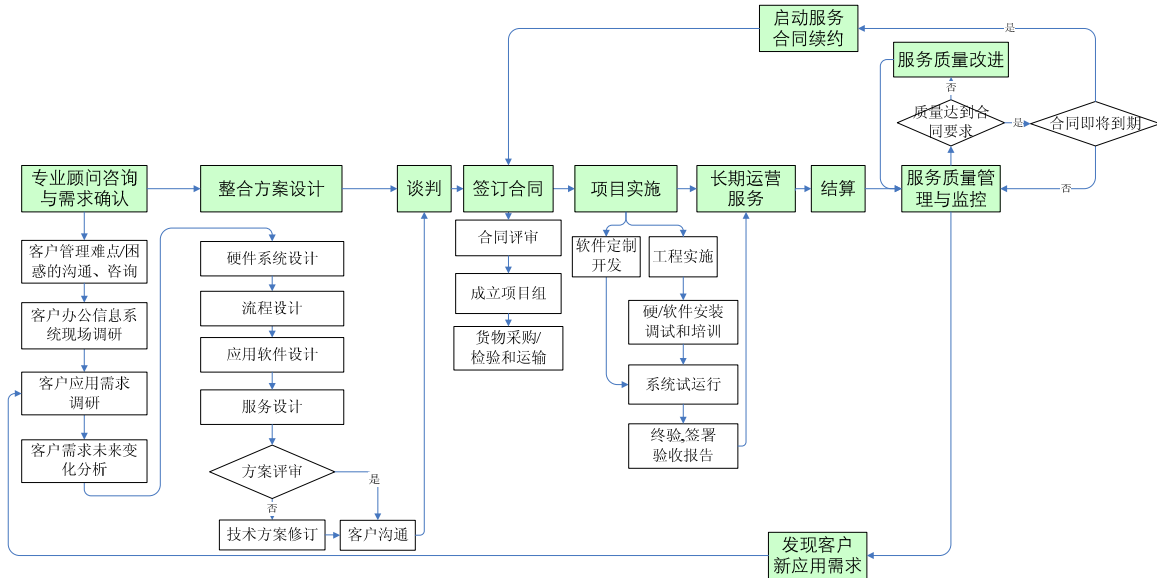 启动服务
合同续约
是
服务质量改进
否
质量达到合
同要求
是
合同即将到期
专业顾问咨询
与需求确认
整合方案设计
谈判
签订合同
项目实施
长期运营
服务
结算
服务质量管
理与监控
否
客户管理难点/困
惑的沟通、咨询
客户办公信息系
统现场调研
客户应用需求
调研
客户需求未来变
化分析
硬件系统设计
流程设计
应用软件设计
服务设计
方案评审
是
否
技术方案修订
客户沟通
合同评审
成立项目组
货物采购/
检验和运输
软件定制
开发
工程实施
硬/软件安装
调试和培训
系统试运行
终验,签署
验收报告
发现客户
新应用需求